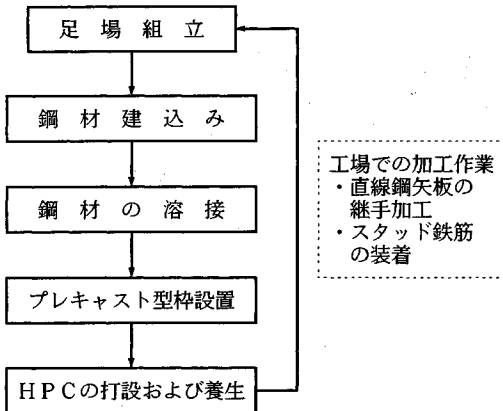 足場組立
鋼材建込み
鋼材の溶接
プレキャスト型枠設置
HPCの打設および養生
工場での加工作業
・直線鋼矢板の
継手加工
・スタッド鉄筋
の装着